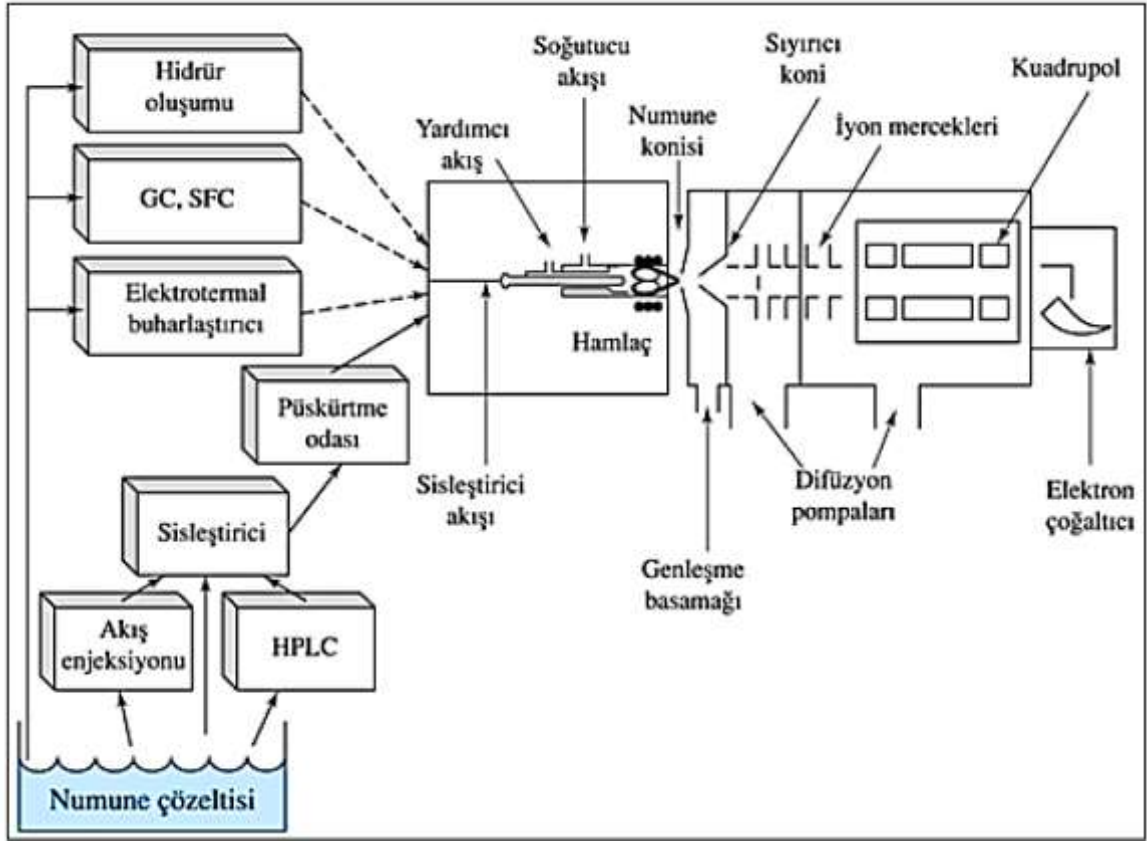 Hidrür
oluşumu
GC, SFC
Elektrotermal
buharlaştırıcı
Püskürtme
odası
Sisleştirici
Akış
enjeksiyonu
HPLC
Numune çözeltisi
Yardımcı
akış
Soğutucu
akışı
Numune
konisi
Sıyırıcı
koni
İyon mercekleri
Kuadrupol
Hamlaç
Sisleştirici
akışı
Genleşme
basamağı
Difüzyon
pompaları
Elektron
çoğaltıcı